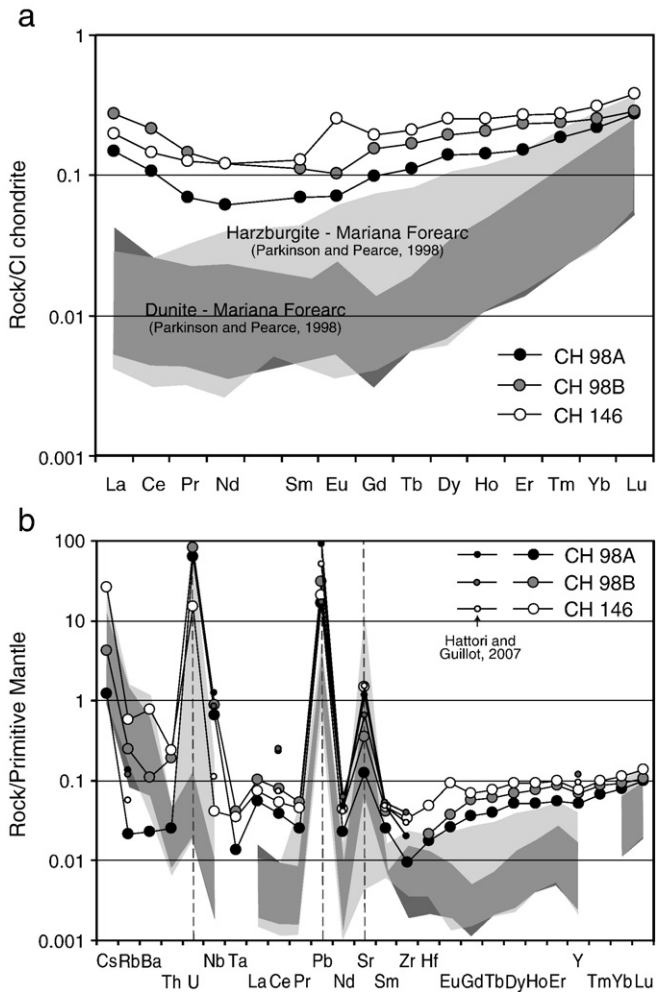 a
1
0.1
0.01
0.001
Rock/CI chondrite
Harzburgite - Mariana Forearc
(Parkinson and Pearce, 1998)
Dunite - Mariana Forearc
(Parkinson and Pearce, 1998)
CH 98A
CH 98B
CH 146
La Ce Pr Nd Sm Eu Gd Tb Dy Ho Er Tm Yb Lu
b
100
10
1
0.1
0.01
0.001
Rock/Primitive Mantle
CH 98A
CH 98B
CH 146
Hattori and
Guillot, 2007
Cs Rb Ba Nb Ta Pb Sr Zr Hf Y
Th U La Ce Pr Nd Sm Eu Gd Tb Dy Ho Er Tm Yb Lu